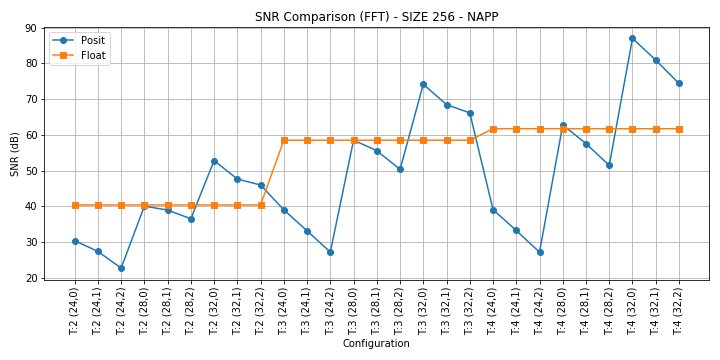 SNR Comparison (FFT) - SIZE 256 - NAPP
Posit
Float
SNR (dB)
90
80
70
60
50
40
30
20
T:2 (24,0)
T:2 (24,1)
T:2 (24,2)
T:2 (28,0)
T:2 (28,1)
T:2 (28,2)
T:2 (32,0)
T:2 (32,1)
T:2 (32,2)
T:3 (24,0)
T:3 (24,1)
T:3 (24,2)
T:3 (28,0)
T:3 (28,1)
T:3 (28,2)
T:3 (32,0)
T:3 (32,1)
T:3 (32,2)
T:4 (24,0)
T:4 (24,1)
T:4 (24,2)
T:4 (28,0)
T:4 (28,1)
T:4 (28,2)
T:4 (32,0)
T:4 (32,1)
T:4 (32,2)
Configuration